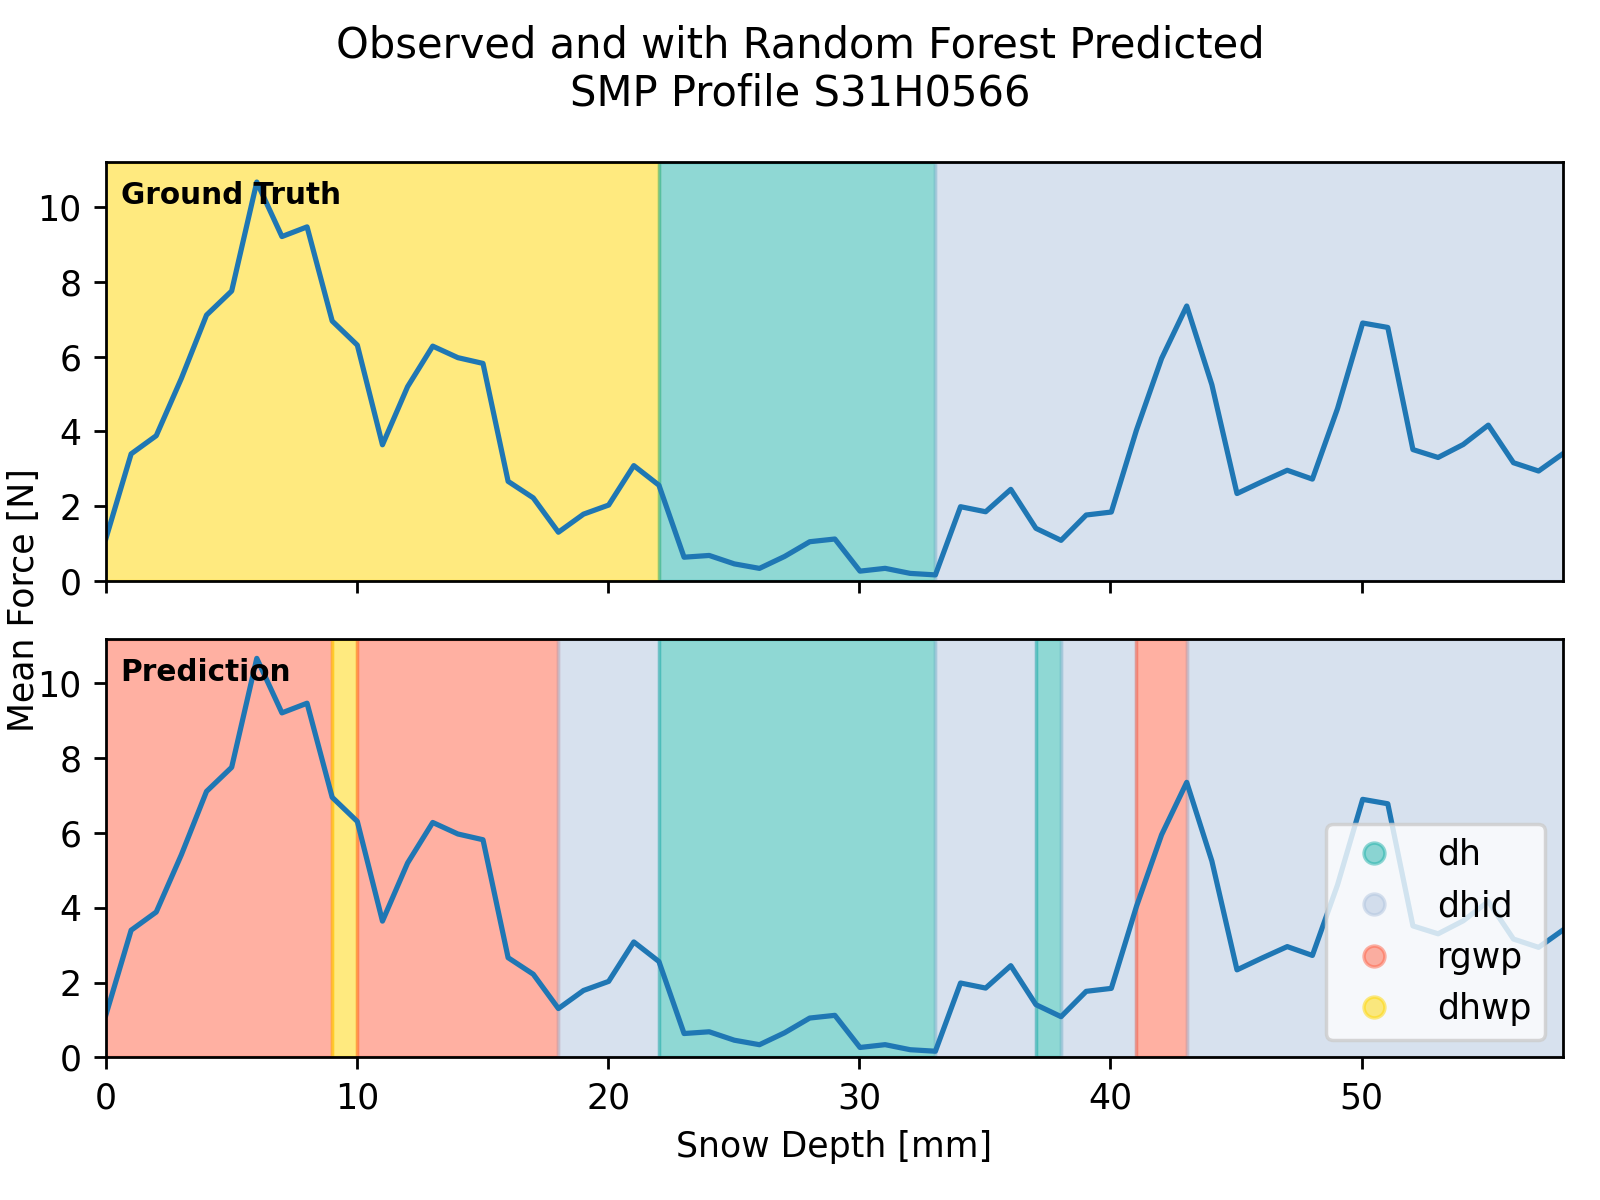 Observed and with Random Forest Predicted
SMP Profile S31H0566
Mean Force [N]
Ground Truth
10
8
6
4
2
0
Prediction
10
8
6
4
2
0
dh
dhid
rgwp
dhwp
0 10 20 30 40 50
Snow Depth [mm]